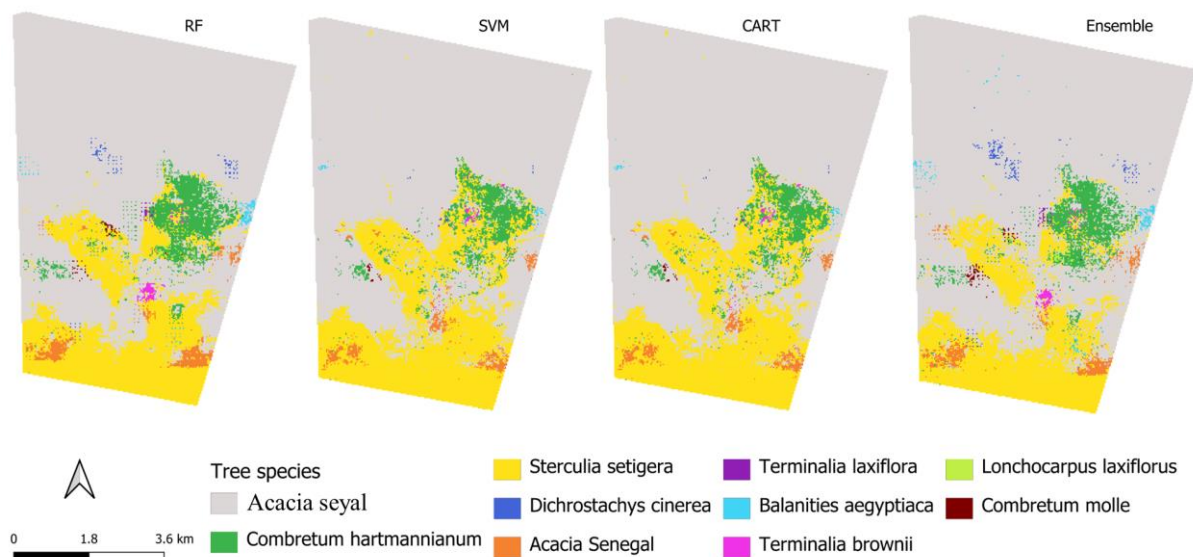 RF
SVM
CART
Ensemble
Tree species
Acacia seyal
Combretum hartmannianum
Sterculia setigera
Dichrostachys cinerea
Acacia Senegal
Terminalia laxiflora
Balanities aegyptiaca
Terminalia brownii
Lonchocarpus laxiflorus
Combretum molle
0 1.8 3.6 km